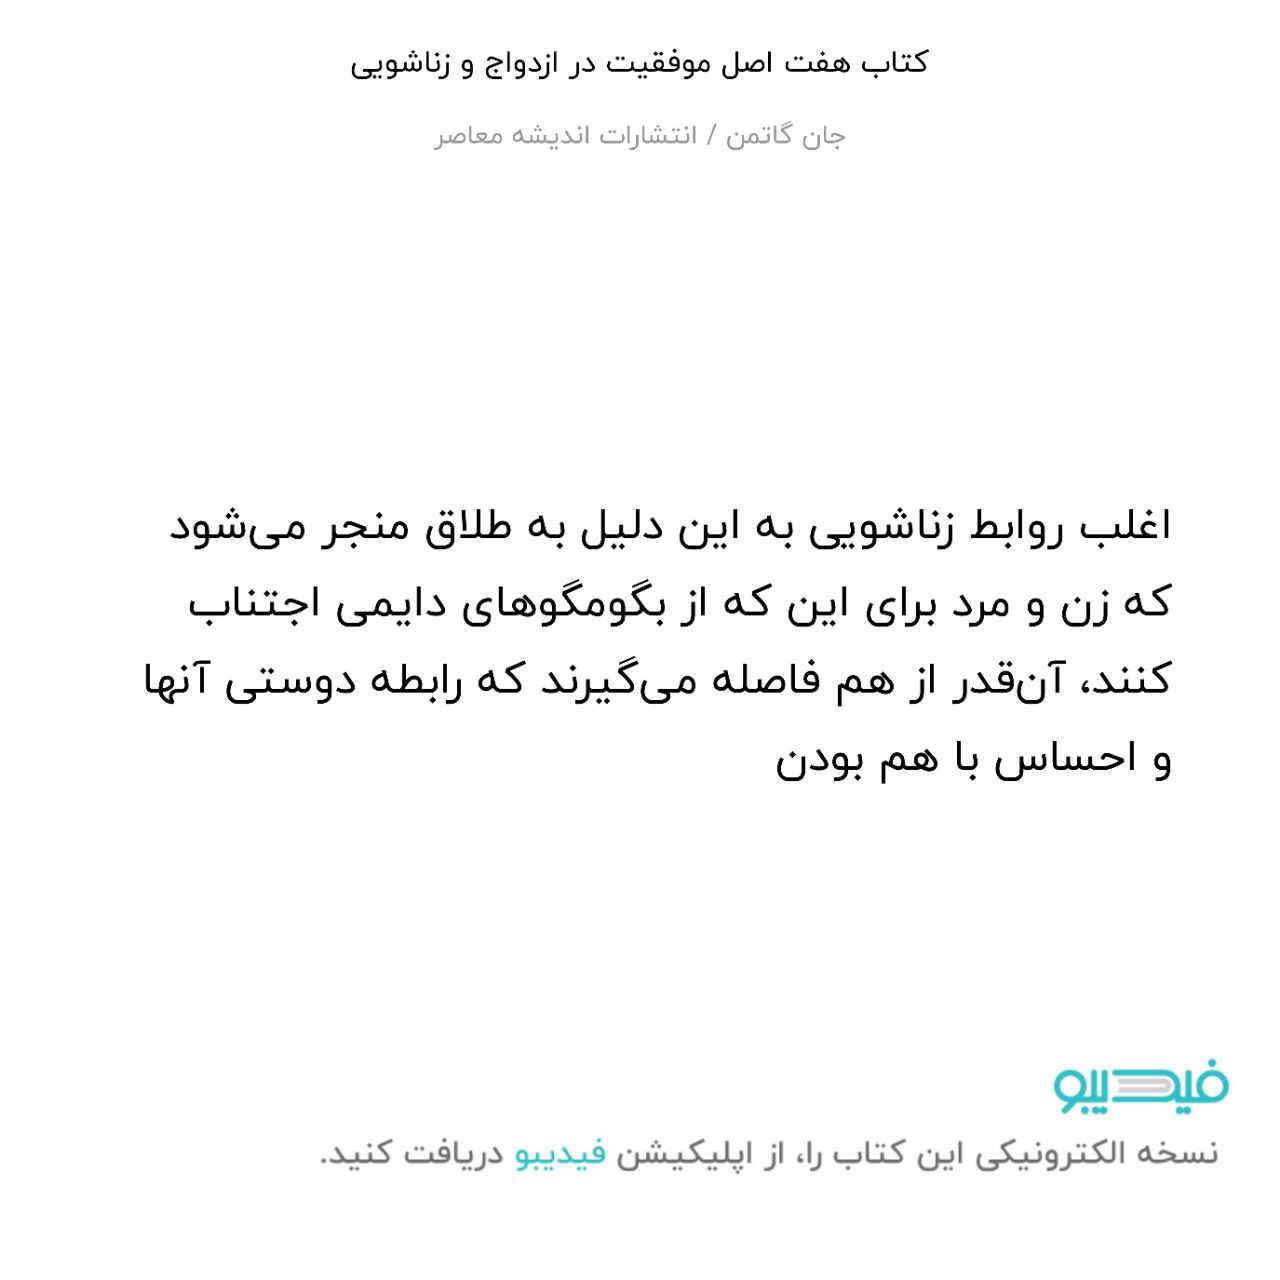 کتاب هفت اصل موفقیت در ازدواج و زناشویی
جان گاتمن / انتشارات اندیشه معاصر
اغلب روابط زناشویی به این دلیل به طلاق منجر می‌شود
که زن و مرد برای این که از بگومگوهای دایمی اجتناب
کنند، آن‌قدر از هم فاصله می‌گیرند که رابطه دوستی آنها
و احساس با هم بودن
فیدیبو
نسخه الکترونیکی این کتاب را، از اپلیکیشن فیدیبو دریافت کنید.